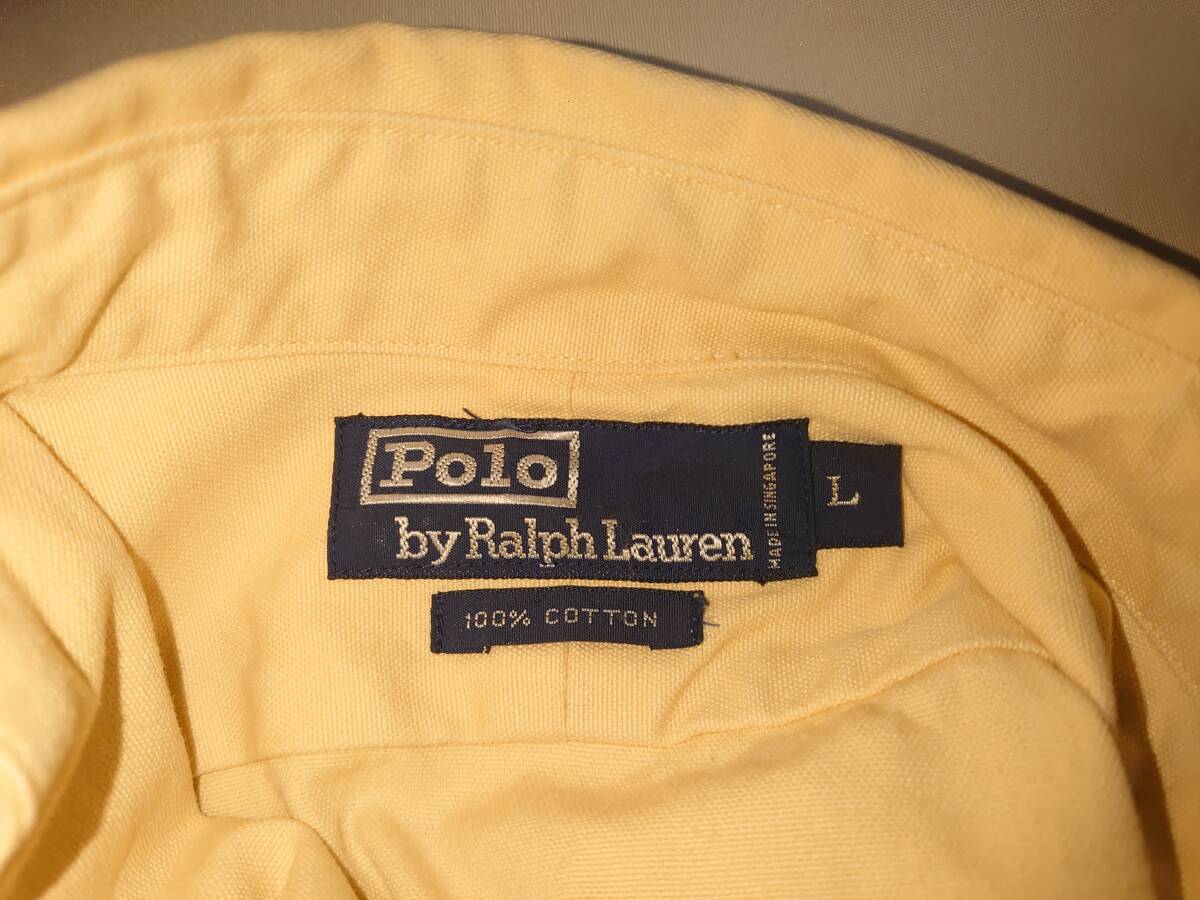 Polo
by Ralph Lauren
MADE IN SINGAPORE
L
100% COTTON